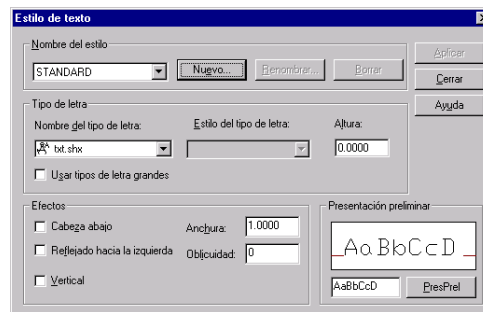 Estilo de texto
Nombre del estilo
STANDARD
Nuevo...
Renombrar...
Borrar
Aplicar
Cerrar
Ayuda
Tipo de letra
Nombre del tipo de letra:
Estilo del tipo de letra:
Altura:
txt.shx
0.0000
Usar tipos de letra grandes
Efectos
Cabeza abajo
Anchura:
1.0000
Reflejado hacia la izquierda
Oblicuidad:
0
Vertical
Presentación preliminar
AaBbCcD
AaBbCcD
PresPrel